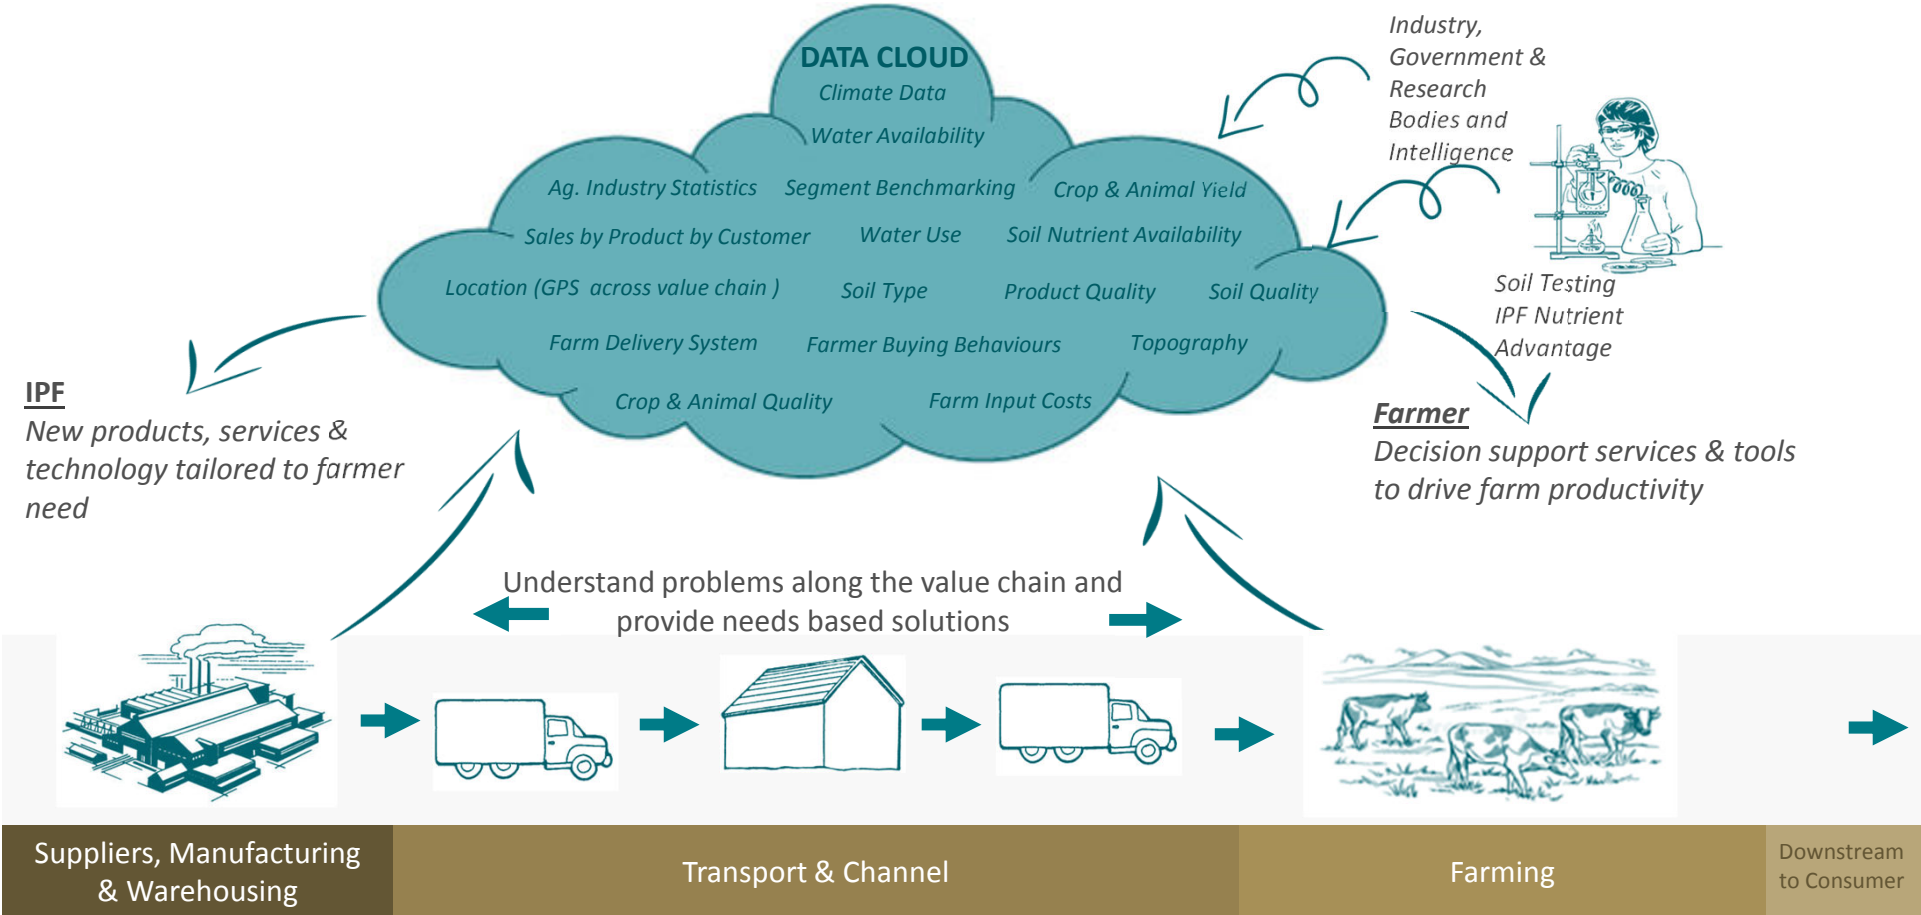 DATA CLOUD
Climate Data
Water Availability
Ag. Industry Statistics
Segment Benchmarking
Crop & Animal Yield
Sales by Product by Customer
Water Use
Soil Nutrient Availability
Location (GPS across value chain )
Soil Type
Product Quality
Soil Quality
Farm Delivery System
Farmer Buying Behaviours
Topography
Crop & Animal Quality
Farm Input Costs
Industry,
Government &
Research
Bodies and
Intelligence
Soil Testing
IPF Nutrient
Advantage
IPF
New products, services &
technology tailored to farmer
need
Farmer
Decision support services & tools
to drive farm productivity
Understand problems along the value chain and
provide needs based solutions
Suppliers, Manufacturing
& Warehousing
Transport & Channel
Farming
Downstream
to Consumer